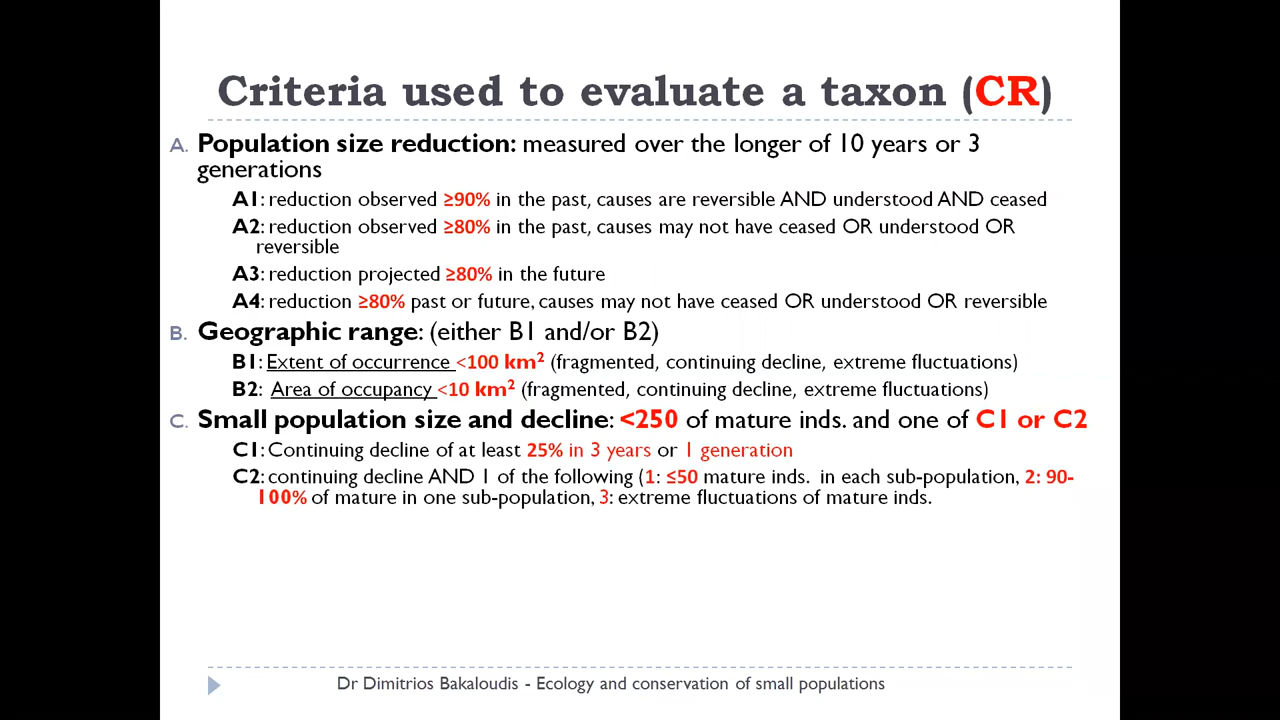 Criteria used to evaluate a taxon (CR)
A. Population size reduction: measured over the longer of 10 years or 3
generations
A1: reduction observed ≥90% in the past, causes are reversible AND understood AND ceased
A2: reduction observed ≥80% in the past, causes may not have ceased OR understood OR
reversible
A3: reduction projected ≥80% in the future
A4: reduction ≥80% past or future, causes may not have ceased OR understood OR reversible
B. Geographic range: (either B1 and/or B2)
B1: Extent of occurrence <100 km² (fragmented, continuing decline, extreme fluctuations)
B2: Area of occupancy <10 km² (fragmented, continuing decline, extreme fluctuations)
C. Small population size and decline: <250 of mature inds. and one of C1 or C2
C1: Continuing decline of at least 25% in 3 years or 1 generation
C2: continuing decline AND 1 of the following (1: ≤50 mature inds. in each sub-population, 2: 90-
100% of mature in one sub-population, 3: extreme fluctuations of mature inds.
Dr Dimitrios Bakaloudis - Ecology and conservation of small populations